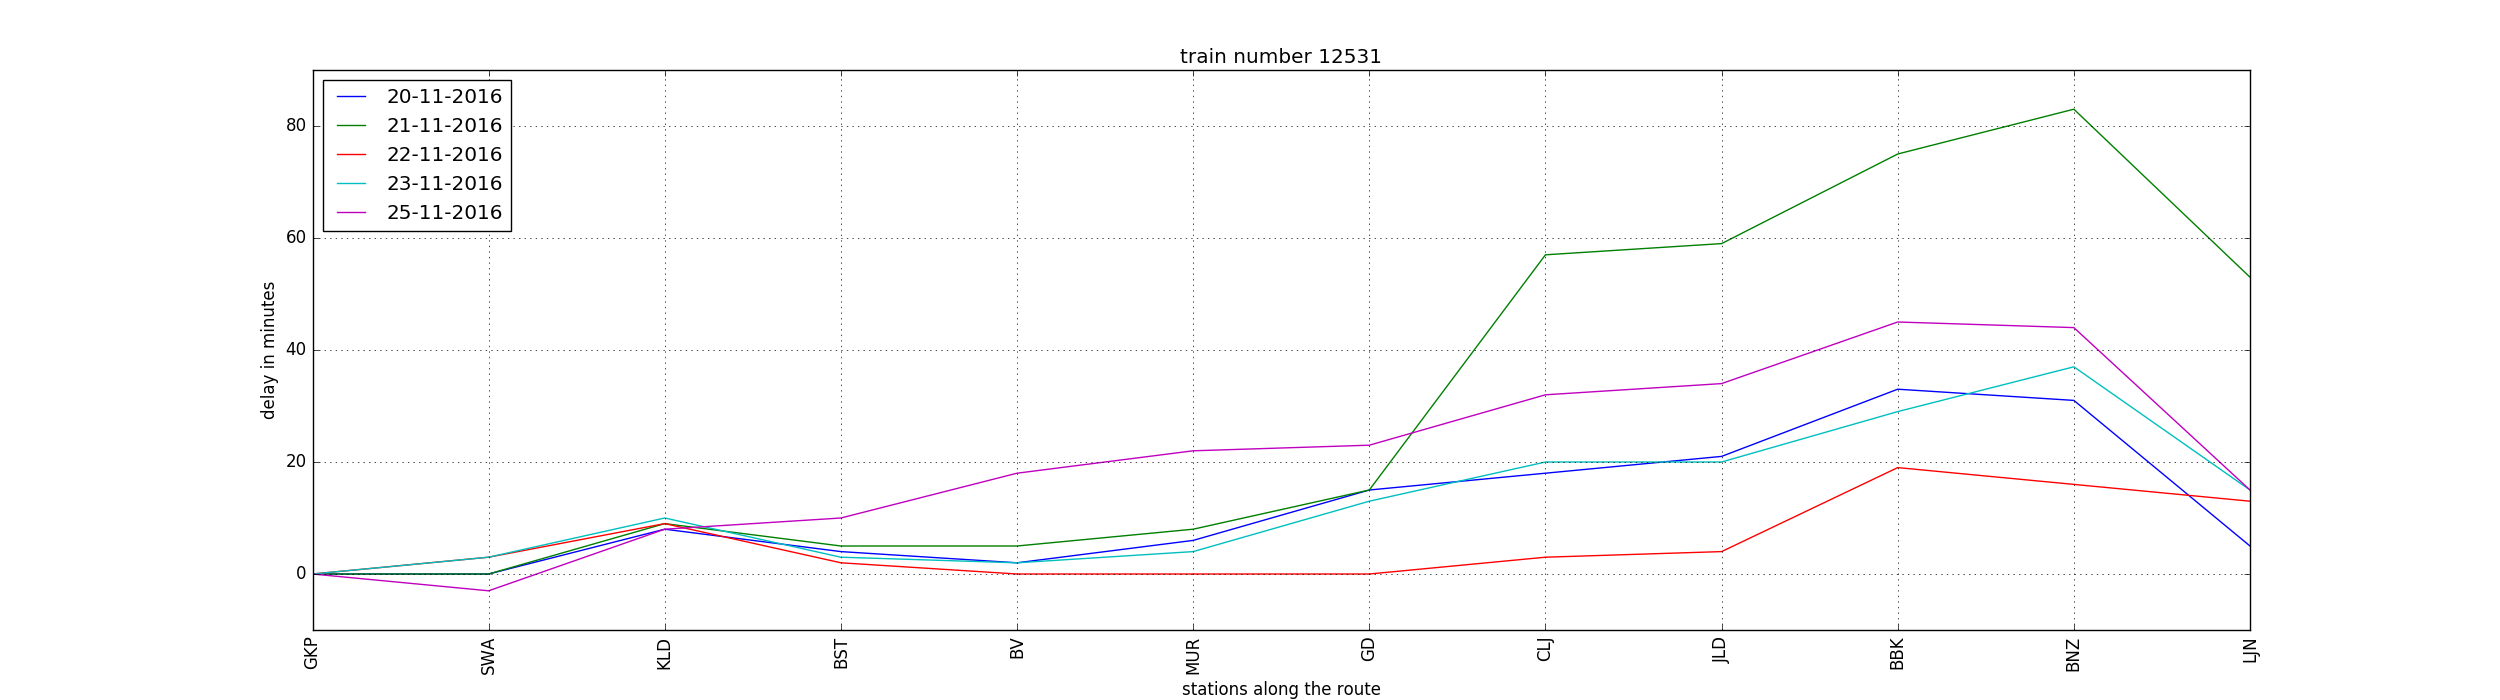 train number 12531
20-11-2016
21-11-2016
22-11-2016
23-11-2016
25-11-2016
80
60
40
20
0
delay in minutes
GKP SWA KLD BST BV MUR GD CLJ JLD BBK BNZ LJN
stations along the route